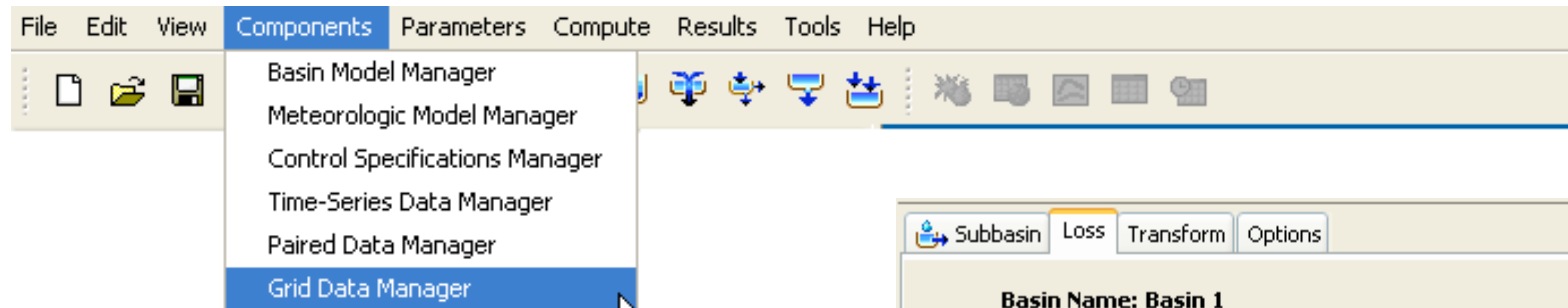 File Edit View Components Parameters Compute Results Tools Help
Basin Model Manager
Meteorologic Model Manager
Control Specifications Manager
Time-Series Data Manager
Paired Data Manager
Grid Data Manager
Subbasin Loss Transform Options
Basin Name: Basin 1